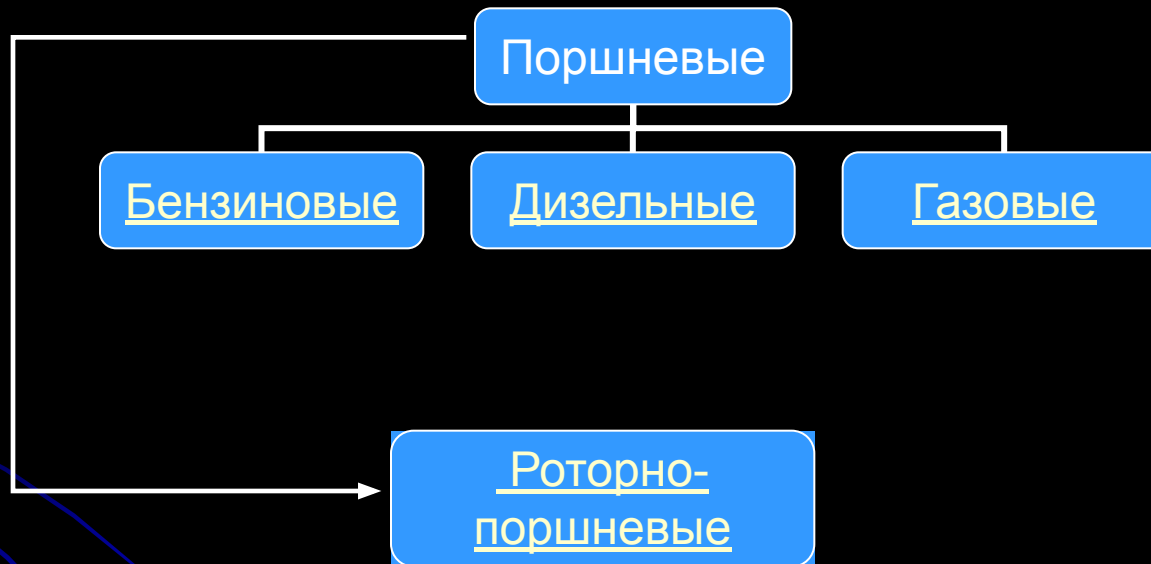 Поршневые
Бензиновые
Дизельные
Газовые
Роторно-
поршневые